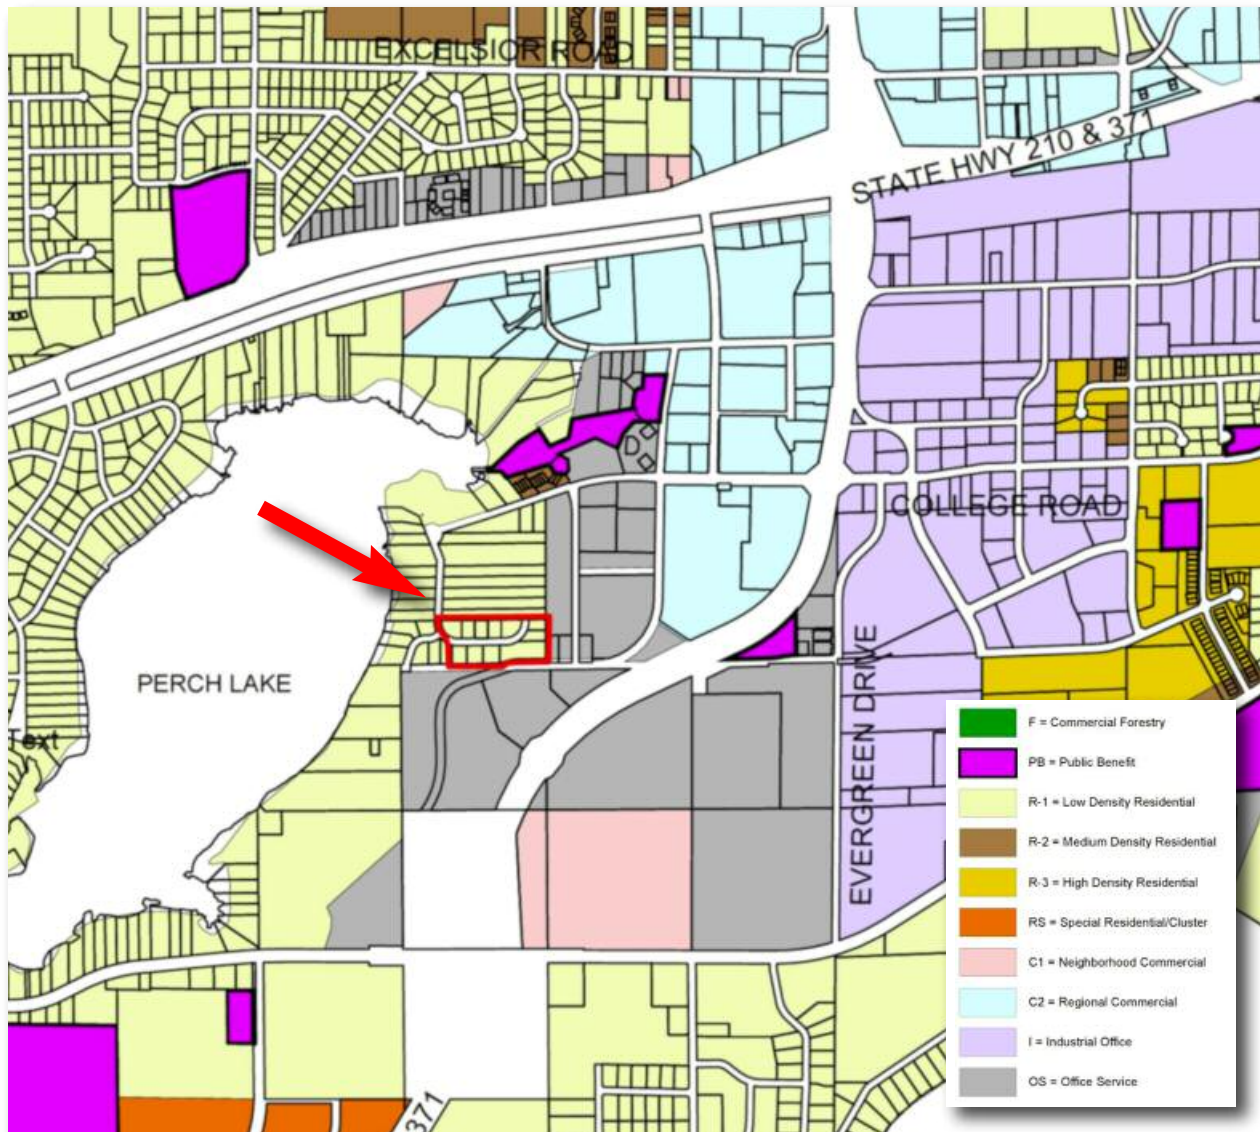 EXCELSIOR ROAD
STATE HWY 210 & 371
COLLEGE ROAD
PERCH LAKE
EVERGREEN DRIVE
Text
371
F = Commercial Forestry
PB = Public Benefit
R-1 = Low Density Residential
R-2 = Medium Density Residential
R-3 = High Density Residential
RS = Special Residential/Cluster
C1 = Neighborhood Commercial
C2 = Regional Commercial
I = Industrial Office
OS = Office Service